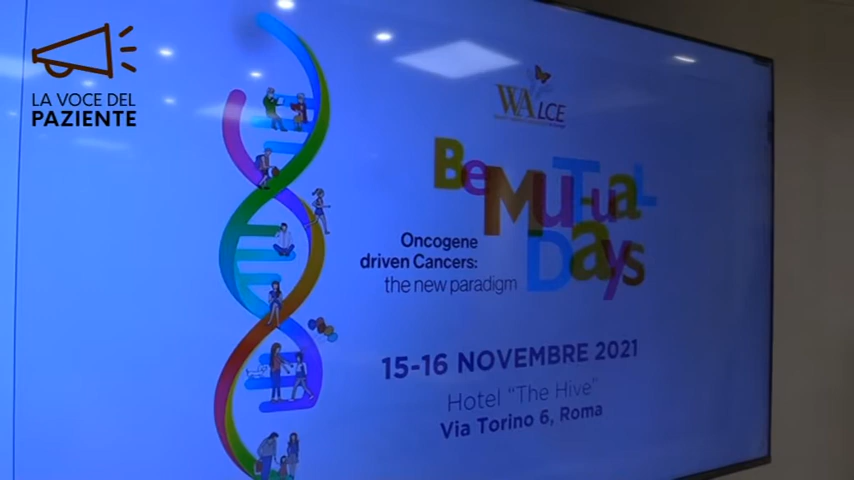 LA VOCE DEL
PAZIENTE
WALCE
Be MuTuaL
Days
Oncogene
driven Cancers:
the new paradigm
15-16 NOVEMBRE 2021
Hotel "The Hive"
Via Torino 6, Roma